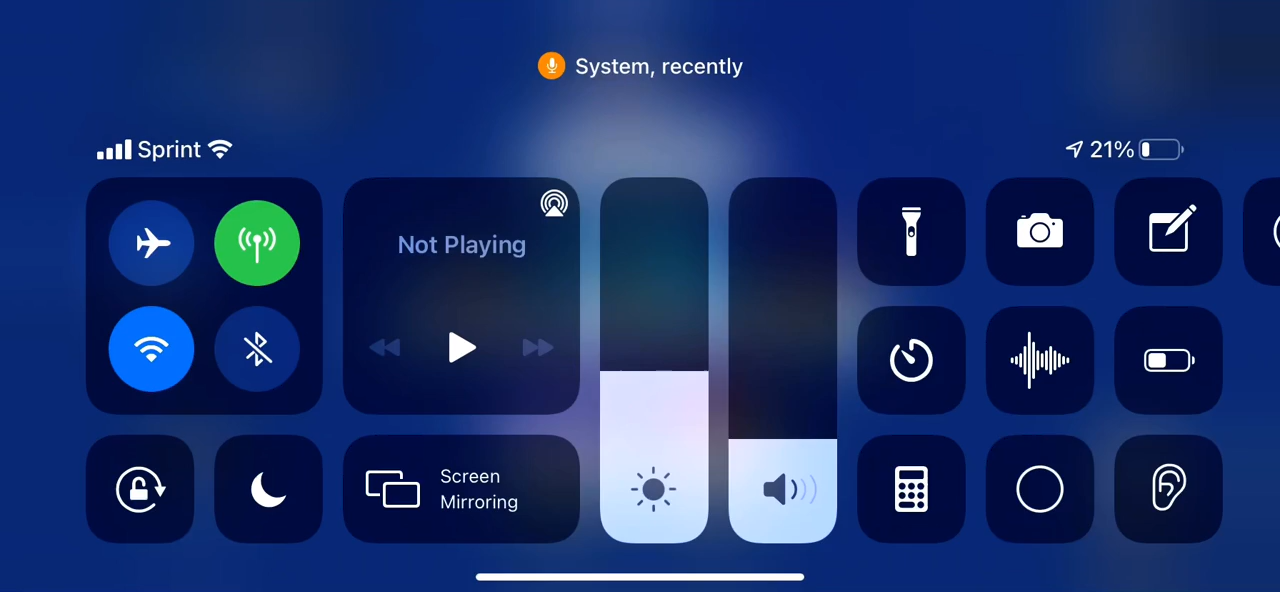 System, recently
Sprint
21%
Not Playing
Screen
Mirroring